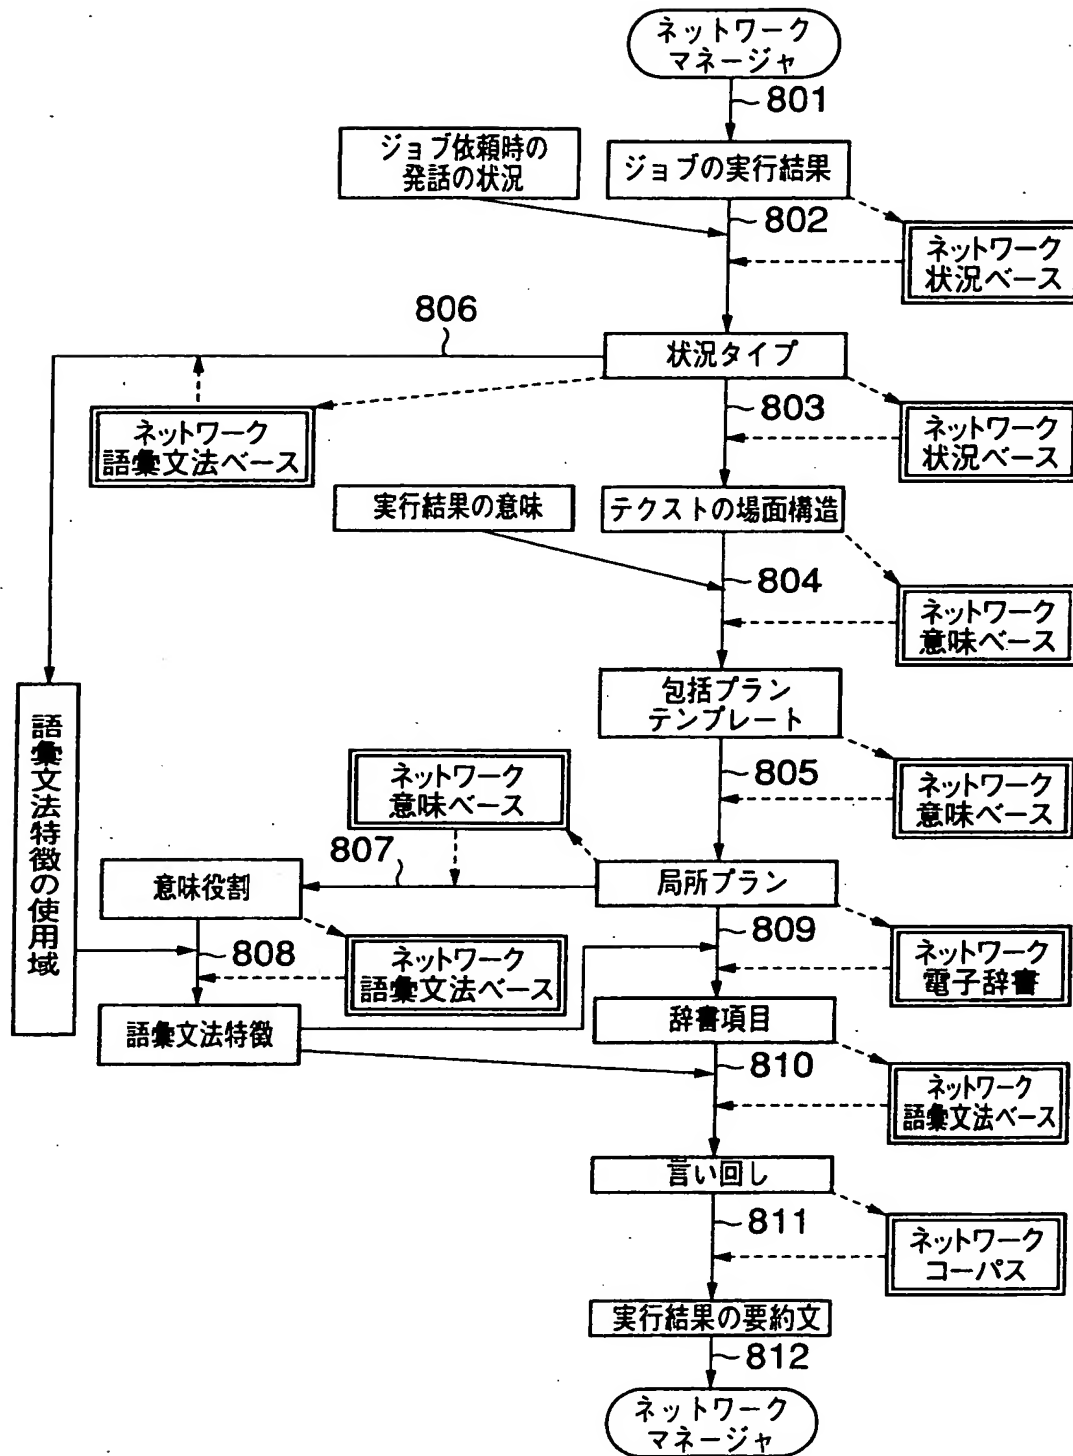 ネットワーク
マネージャ
801
ジョブ依頼時の
発話の状況
ジョブの実行結果
802
ネットワーク
状況ベース
806
状況タイプ
803
ネットワーク
語彙文法ベース
ネットワーク
状況ベース
実行結果の意味
テクストの場面構造
804
ネットワーク
意味ベース
語彙文法特徴の使用域
包括プラン
テンプレート
ネットワーク
意味ベース
805
ネットワーク
意味ベース
807
意味役割
局所プラン
808
809
ネットワーク
語彙文法ベース
ネットワーク
電子辞書
語彙文法特徴
辞書項目
810
ネットワーク
語彙文法ベース
言い回し
811
ネットワーク
コーパス
実行結果の要約文
812
ネットワーク
マネージャ